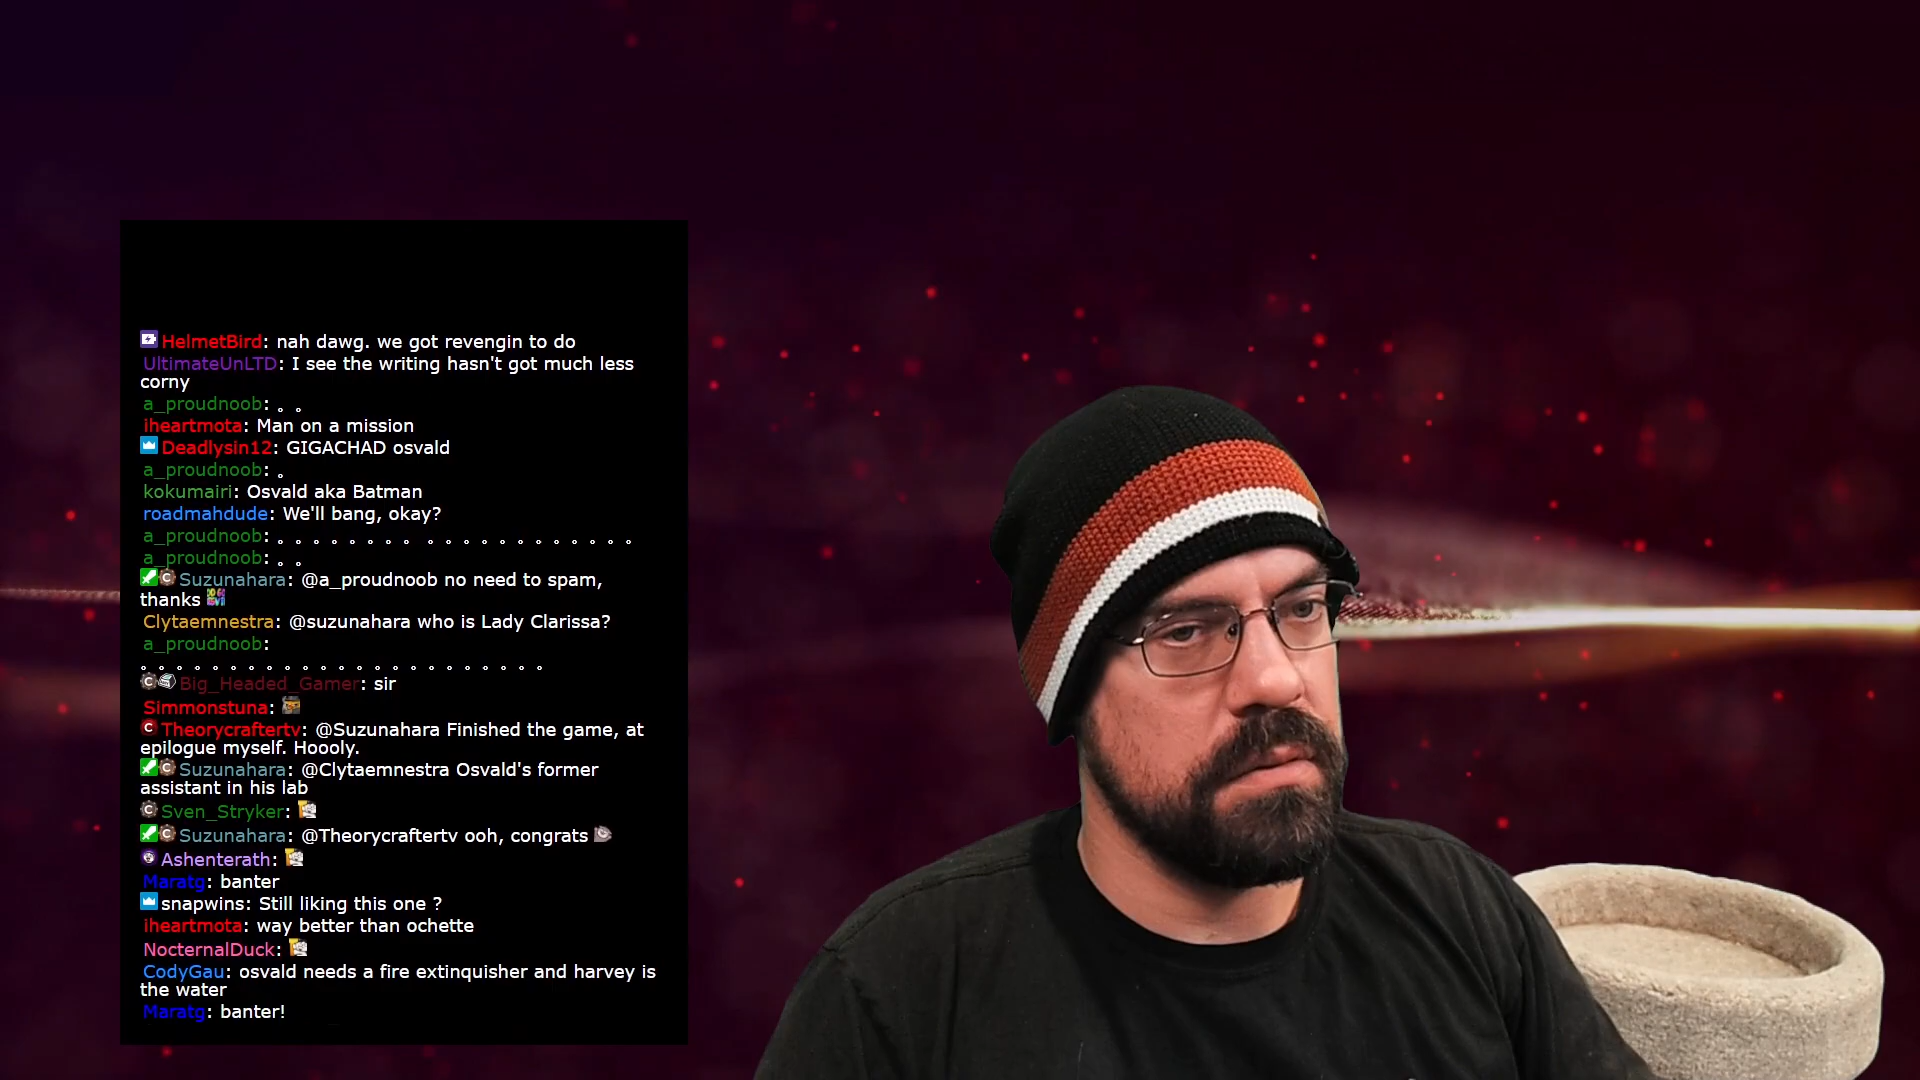 HelmetBird: nah dawg. we got revengin to do
UltimateUnLTD: I see the writing hasn't got much less
corny
a_proudnoob: 。。
iheartmota: Man on a mission
Deadlysin12: GIGACHAD osvald
a_proudnoob: 。
kokumairi: Osvald aka Batman
roadmahdude: We'll bang, okay?
a_proudnoob: 。。。。。。。。 。。。。。。。。。。。。
a_proudnoob: 。。
Suzunahara: @a_proudnoob no need to spam,
thanks
Clytaemnestra: @suzunahara who is Lady Clarissa?
a_proudnoob:
。。。。。。。。。。。。。。。。。。。。。。。
Big_Headed_Gamer: sir
Simmonstuna:
Theorycraftertv: @Suzunahara Finished the game, at
epilogue myself. Hoooly.
Suzunahara: @Clytaemnestra Osvald's former
assistant in his lab
Sven_Stryker:
Suzunahara: @Theorycraftertv ooh, congrats
Ashenterath:
Maratg: banter
snapwins: Still liking this one ?
iheartmota: way better than ochette
NocternalDuck:
CodyGau: osvald needs a fire extinquisher and harvey is
the water
Maratg: banter!